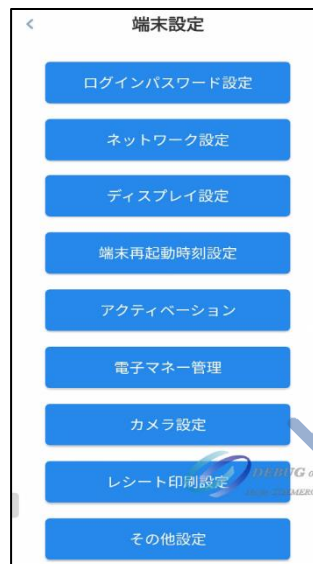 端末設定
ログインパスワード設定
ネットワーク設定
ディスプレイ設定
端末再起動時刻設定
アクティベーション
電子マネー管理
カメラ設定
DEBUG
レシート印刷設定
その他設定